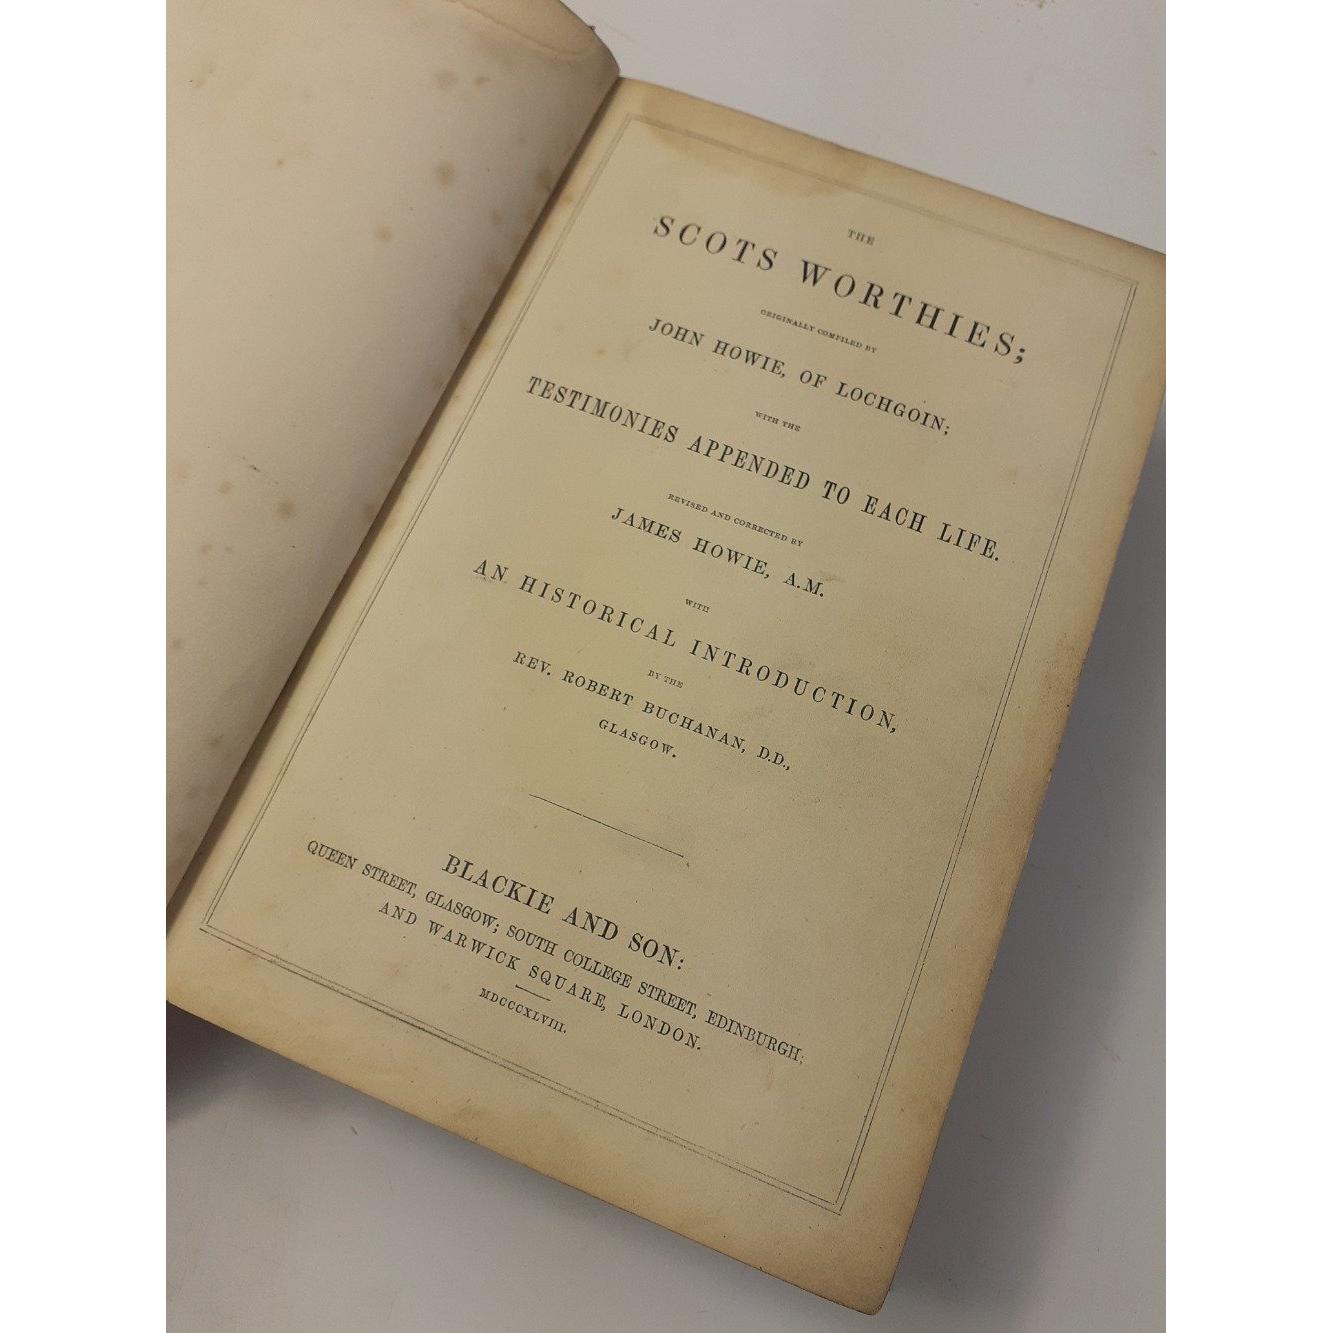 THE
SCOTS WORTHIES;
ORIGINALLY COMPILED BY
JOHN HOWIE, OF LOCHGOIN;
WITH THE
TESTIMONIES APPENDED TO EACH LIFE.
REVISED AND CORRECTED BY
JAMES HOWIE, A.M.
WITH
AN HISTORICAL INTRODUCTION,
BY THE
REV. ROBERT BUCHANAN, D.D.,
GLASGOW.
BLACKIE AND SON:
QUEEN STREET, GLASGOW; SOUTH COLLEGE STREET, EDINBURGH;
AND WARWICK SQUARE, LONDON.
MDCCCXLVIII.